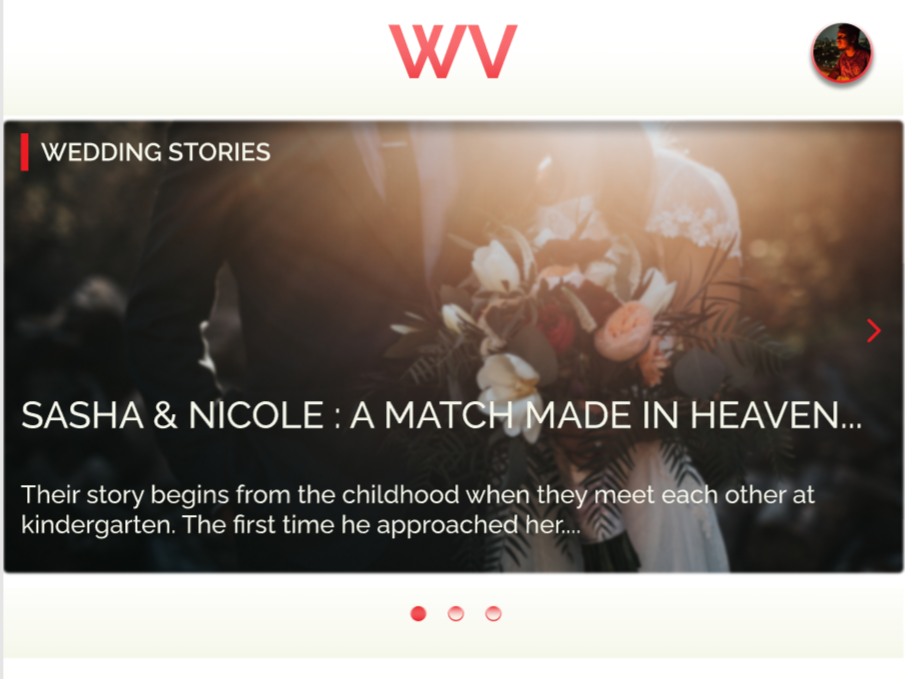 WV
WEDDING STORIES
SASHA & NICOLE : A MATCH MADE IN HEAVEN...
Their story begins from the childhood when they meet each other at
kindergarten. The first time he approached her....